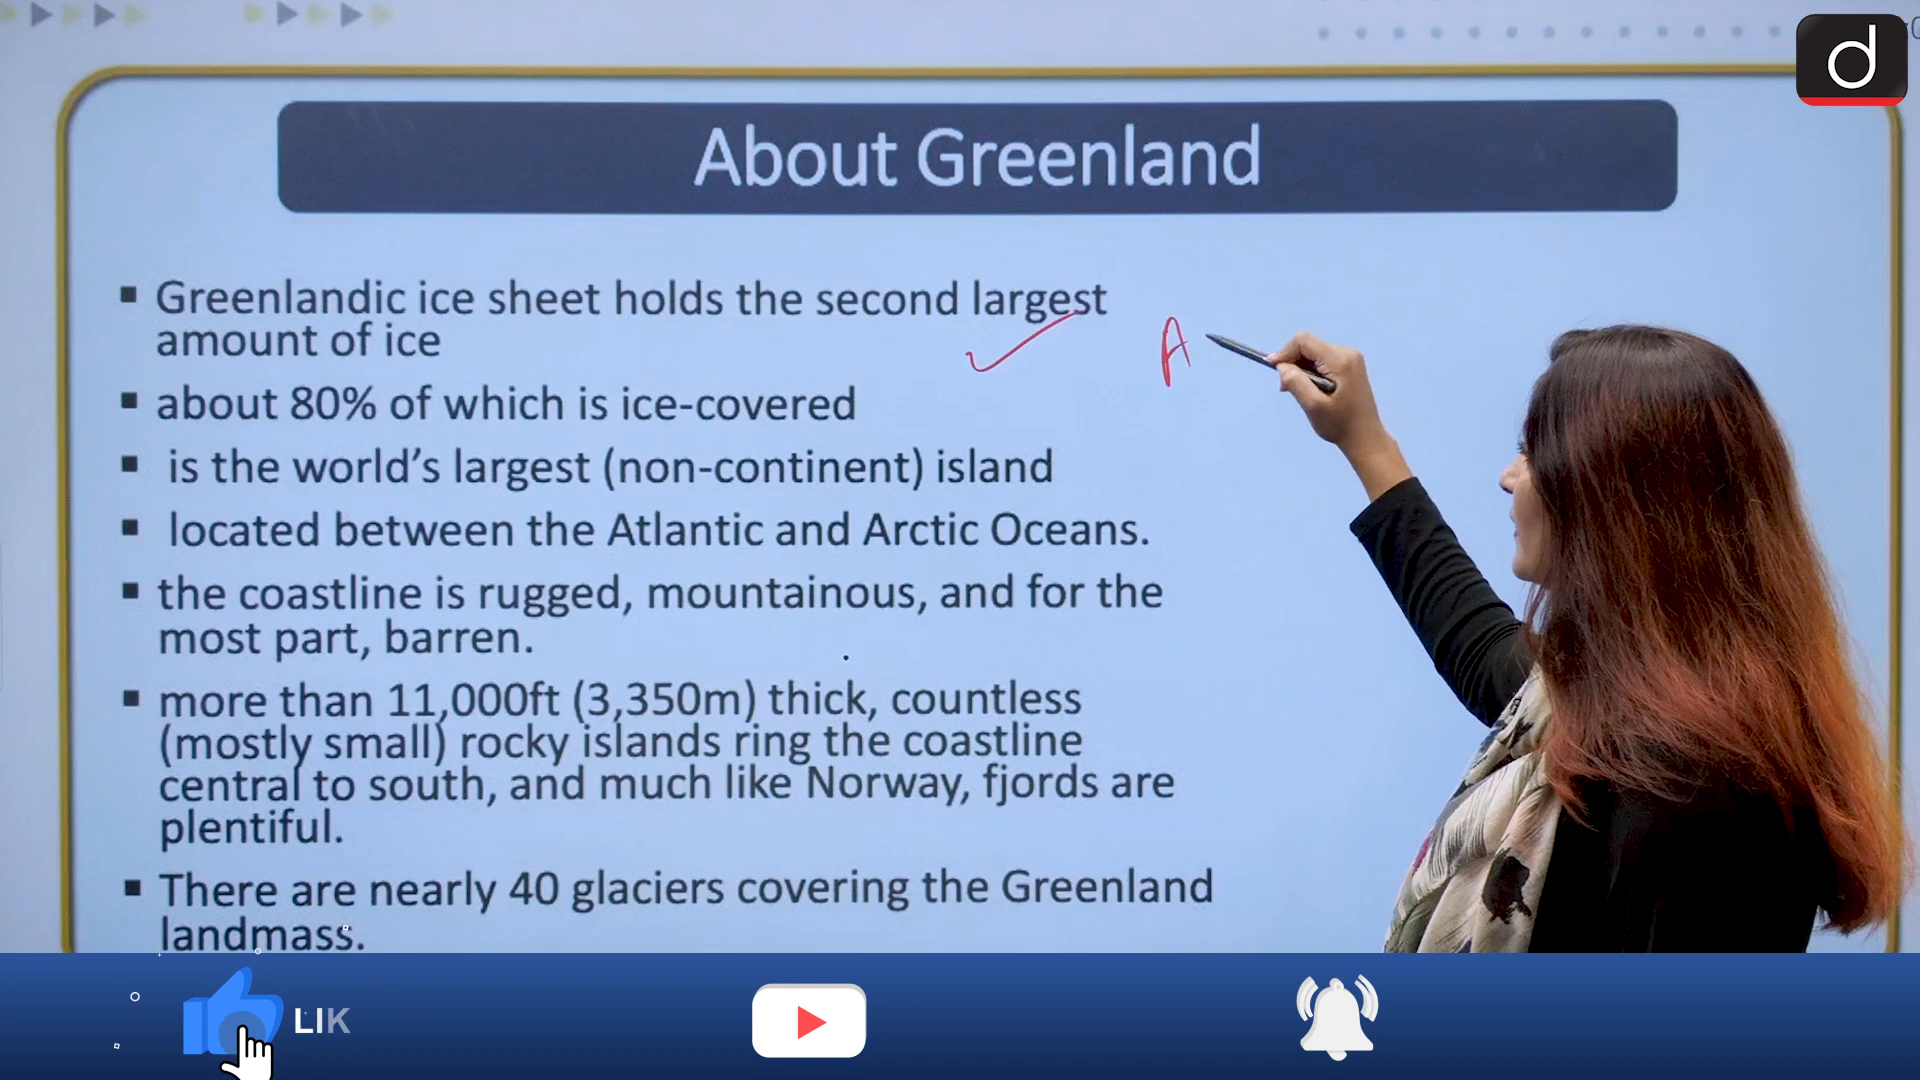 About Greenland
▪ Greenlandic ice sheet holds the second largest
amount of ice
A
▪ about 80% of which is ice-covered
▪ is the world's largest (non-continent) island
▪ located between the Atlantic and Arctic Oceans.
▪ the coastline is rugged, mountainous, and for the
most part, barren.
▪ more than 11,000ft (3,350m) thick, countless
(mostly small) rocky islands ring the coastline
central to south, and much like Norway, fjords are
plentiful.
▪ There are nearly 40 glaciers covering the Greenland
landmass.
d
LIK